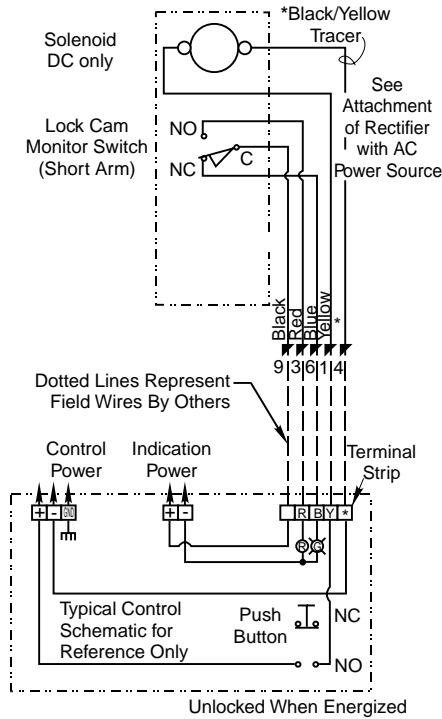 *Black/Yellow
Tracer
Solenoid
DC only
See
Attachment
of Rectifier
with AC
Power Source
Lock Cam
Monitor Switch
(Short Arm)
NO
C
NC
Black
Red
Blue
Yellow
*
9 3 6 1 4
Dotted Lines Represent
Field Wires By Others
Control
Power
Indication
Power
Terminal
Strip
+ - GND
+ -
R B Y *
R G
Typical Control
Schematic for
Reference Only
Push
Button
NC
NO
Unlocked When Energized